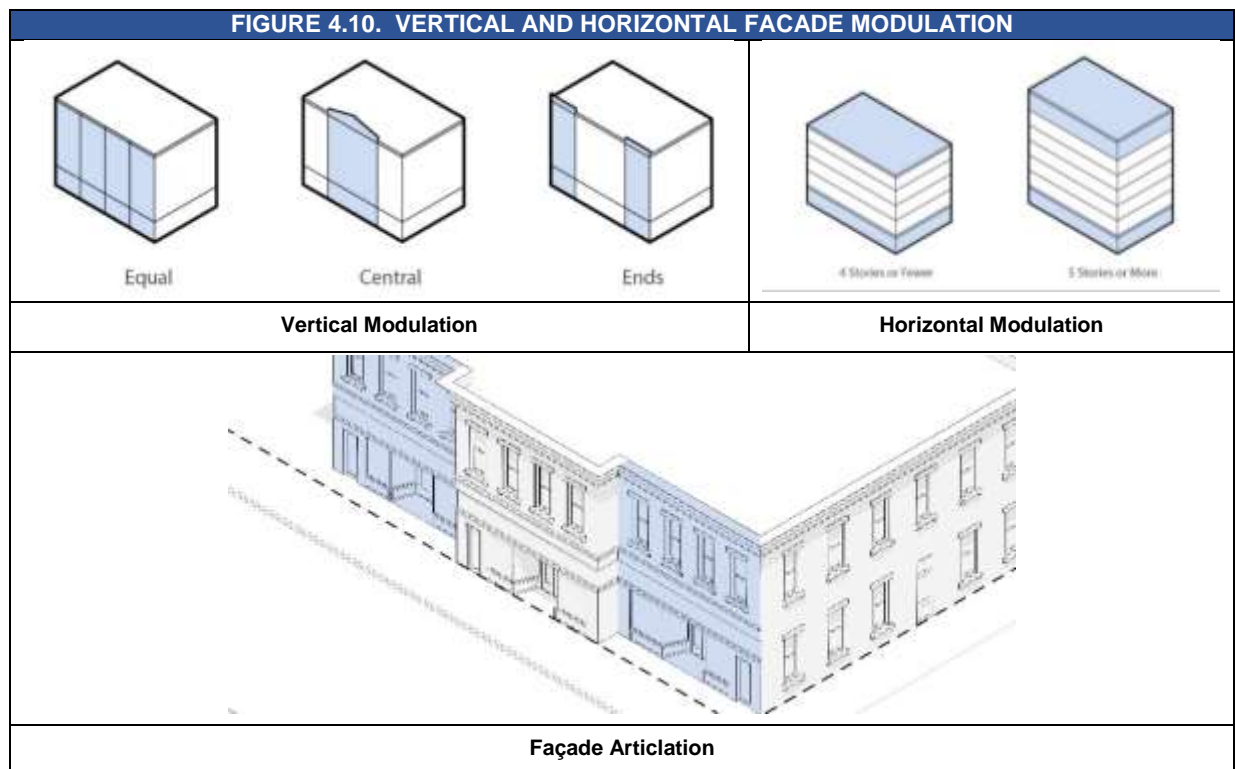 FIGURE 4.10. VERTICAL AND HORIZONTAL FACADE MODULATION
Equal
Central
Ends
4 Stories or Fewer
5 Stories or More
Vertical Modulation
Horizontal Modulation
Façade Articlation